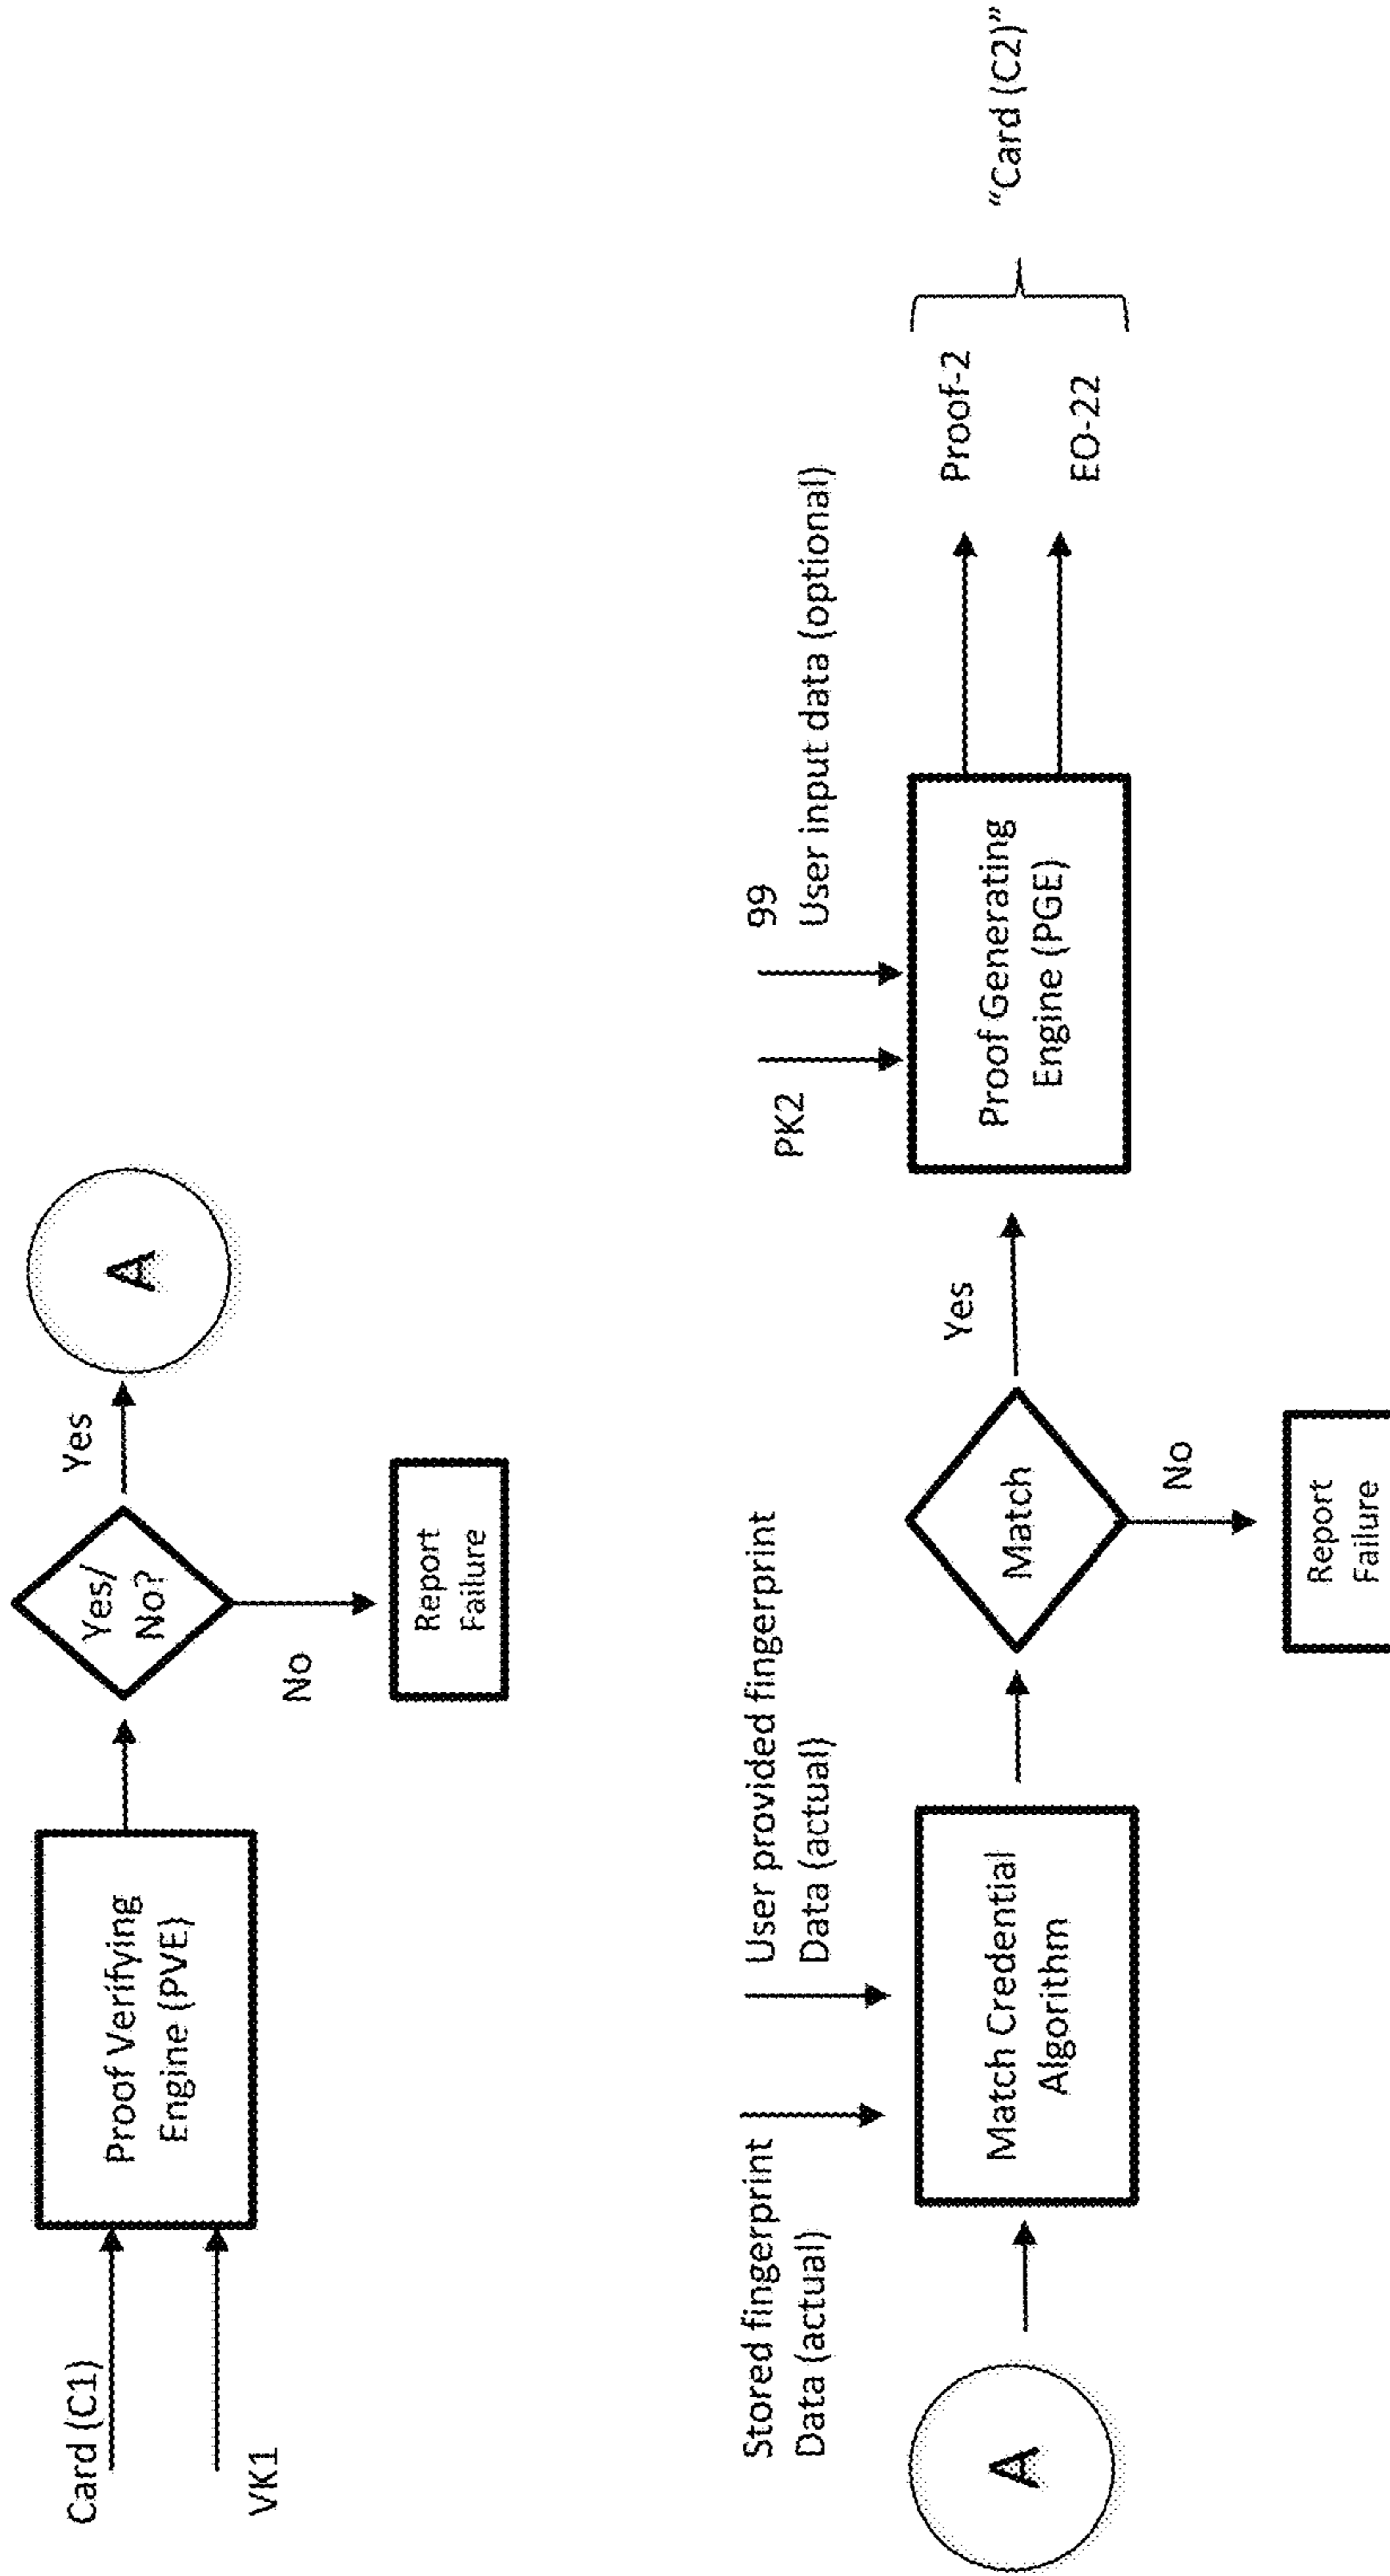 Card (C1)
VK1
Proof Verifying
Engine (PVE)
Yes/
No?
Yes
A
No
Report
Failure
A
Stored fingerprint
Data (actual)
User provided fingerprint
Data (actual)
Match Credential
Algorithm
Match
Yes
No
Report
Failure
PK2
99
User input data (optional)
Proof Generating
Engine (PGE)
Proof-2
EO-22
“Card (C2)”